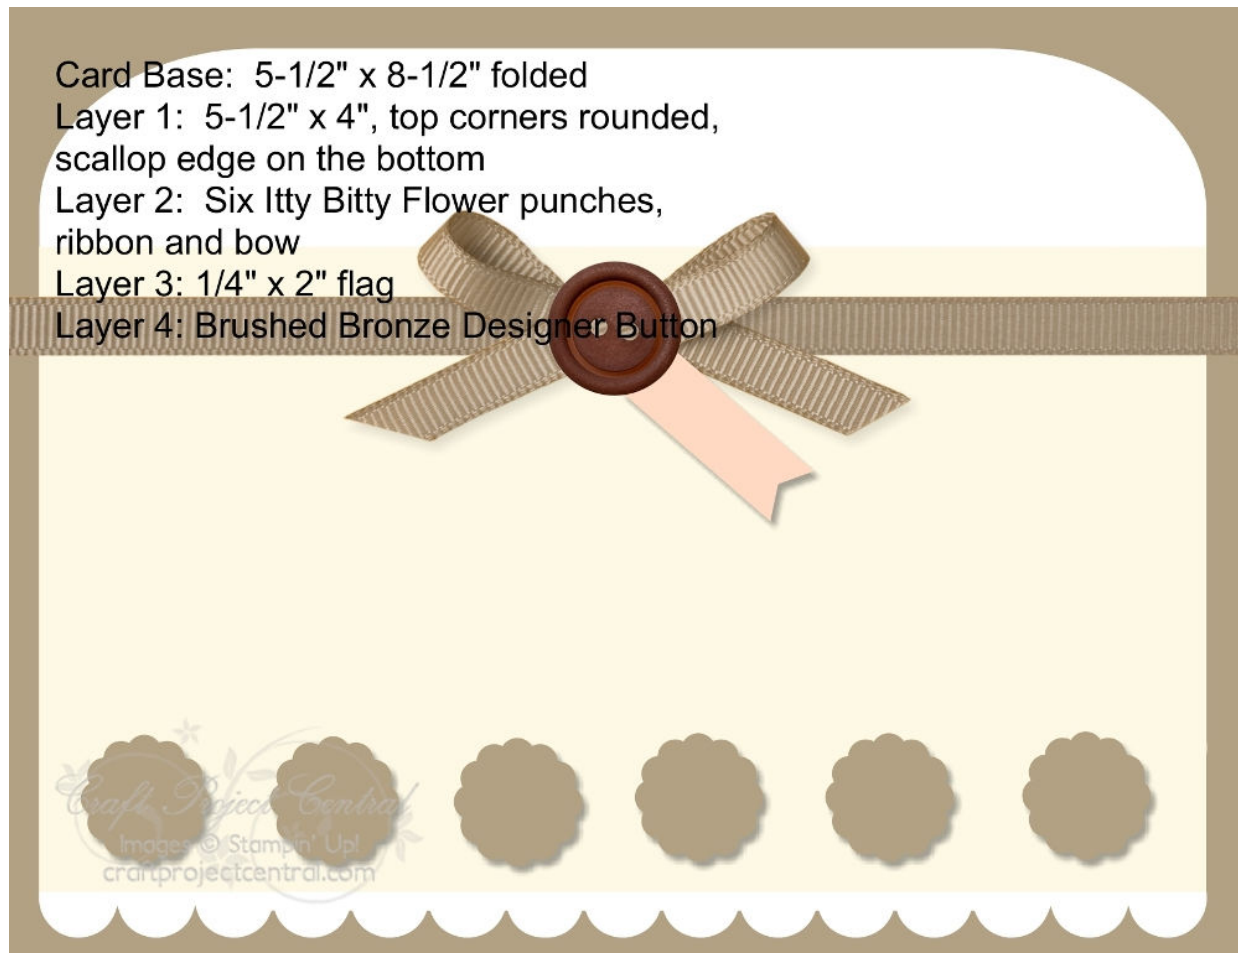 Card Base:  5-1/2" x 8-1/2" folded
Layer 1:  5-1/2" x 4", top corners rounded,
scallop edge on the bottom
Layer 2:  Six Itty Bitty Flower punches,
ribbon and bow
Layer 3: 1/4" x 2" flag
Layer 4: Brushed Bronze Designer Button
Craft Project Central
Images © Stampin' Up!
craftprojectcentral.com